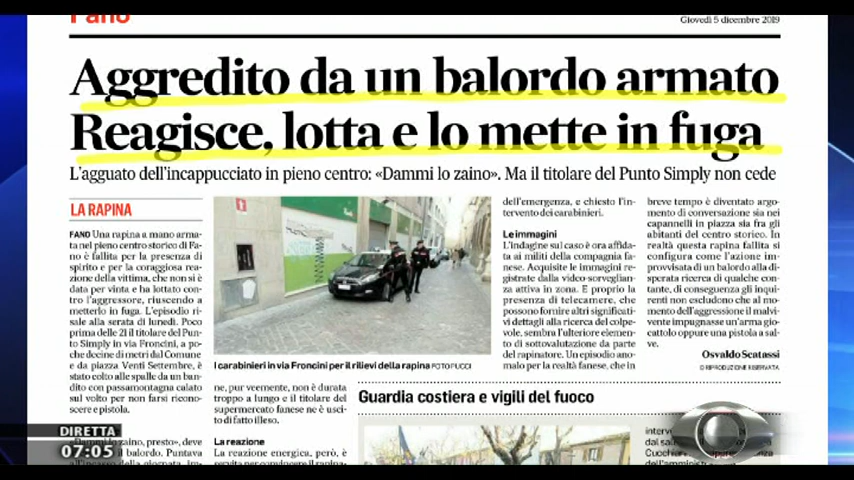 Fano
Giovedì 5 dicembre 2019
Aggredito da un balordo armato
Reagisce, lotta e lo mette in fuga
L'agguato dell'incappucciato in pieno centro: «Dammi lo zaino». Ma il titolare del Punto Simply non cede
LA RAPINA
FANO Una rapina a mano arma-
ta nel pieno centro storico di Fa-
no è fallita per la presenza di
spirito e per la coraggiosa rea-
zione della vittima, che non si è
data per vinta e ha lottato con-
tro l'aggressore, riuscendo a
metterlo in fuga. L'episodio ri-
sale alla serata di lunedì. Poco
prima delle 21 il titolare del Pun-
to Simply in via Froncini, a po-
che decine di metri dal Comune
e da piazza Venti Settembre, è
stato colto alle spalle da un ban-
dito con passamontagna calato
sul volto per non farsi ricono-
scere e pistola.
«Dammi lo zaino, presto», deve
il balordo. Puntava
I carabinieri in via Froncini per il rilievi della rapina FOTO PUCCI
ne, pur veemente, non è durata
troppo a lungo e il titolare del
supermercato fanese ne è usci-
to di fatto illeso.
La reazione
La reazione energica, però, è
dell'emergenza, e chiesto l'in-
tervento dei carabinieri.
Le immagini
L'indagine sul caso è ora affida-
ta ai militi della compagnia fa-
nese. Acquisite le immagini re-
gistrate dalla video-sorveglian-
za attiva in zona. E proprio la
presenza di telecamere, che
possono fornire altri significati-
vi dettagli alla ricerca del colpe-
vole, sembra l'ulteriore elemen-
to di sottovalutazione da parte
del rapinatore. Un episodio ano-
malo per la realtà fanese, che in
breve tempo è diventato argo-
mento di conversazione sia nei
capannelli in piazza sia fra gli
abitanti del centro storico. In
realtà questa rapina fallita si
configura come l'azione im-
provvisata di un balordo alla di-
sperata ricerca di qualche con-
tante, di conseguenza gli inqui-
renti non escludono che al mo-
mento dell'aggressione il malvi-
vente impugnasse un'arma gio-
cattolo oppure una pistola a sal-
ve.
Osvaldo Scatassi
© RIPRODUZIONE RISERVATA
Guardia costiera e vigili del fuoco
DIRETTA
07:05